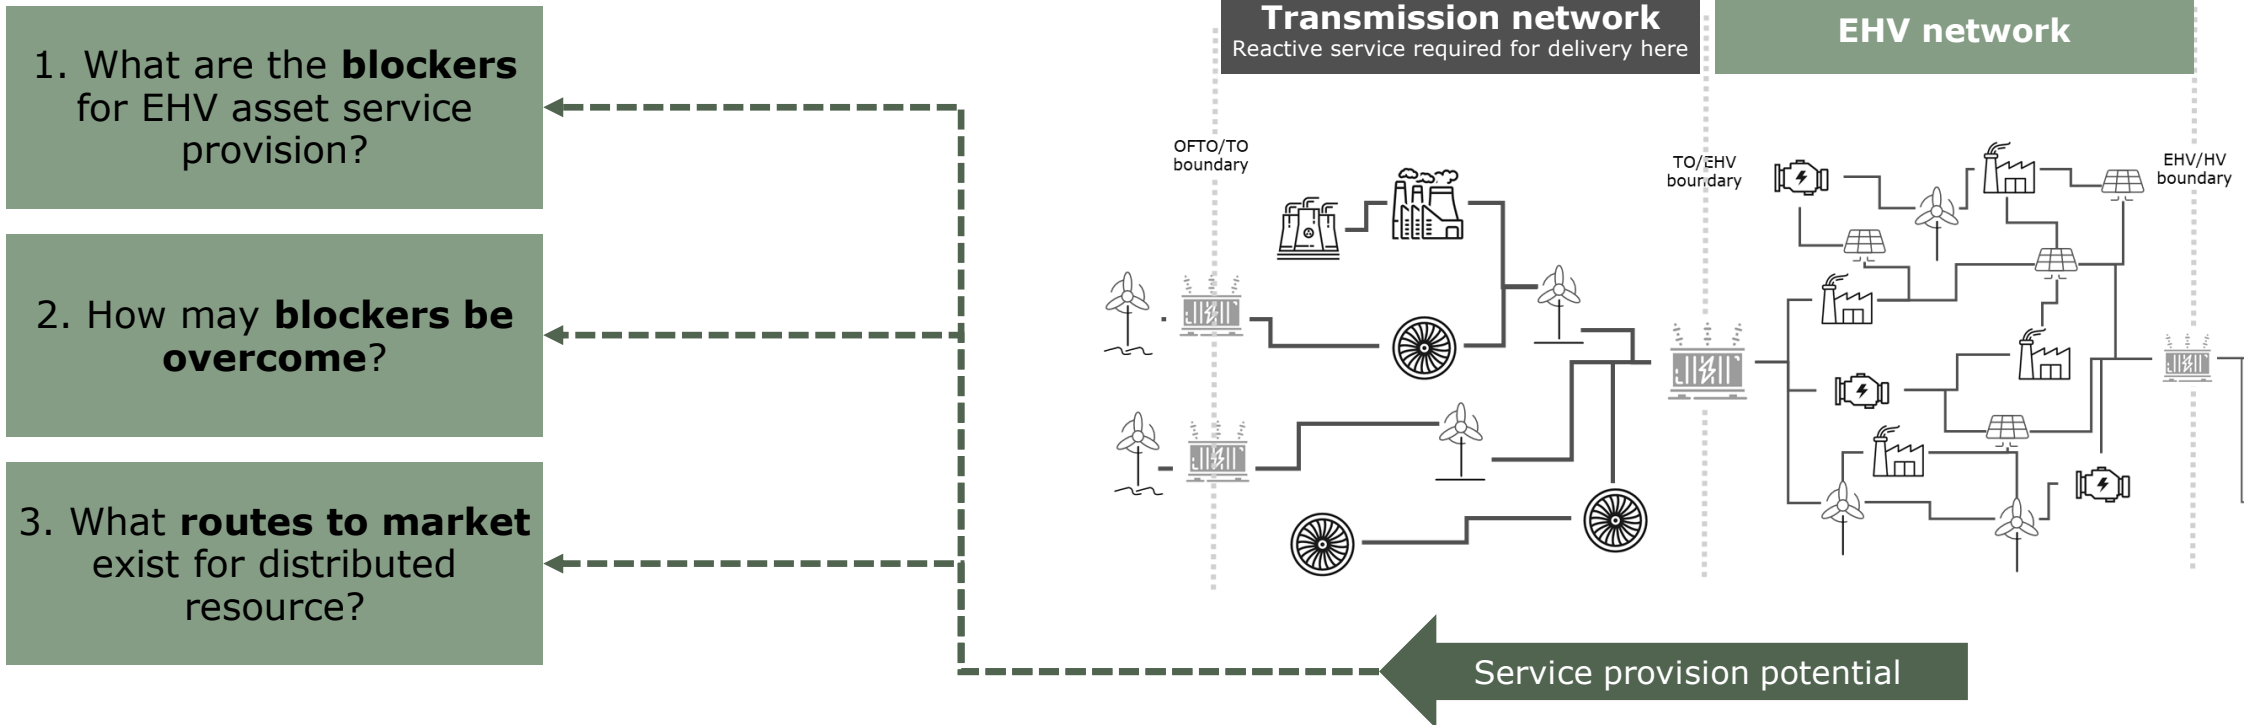 1. What are the blockers
for EHV asset service
provision?
2. How may blockers be
overcome?
3. What routes to market
exist for distributed
resource?
Transmission network
Reactive service required for delivery here
EHV network
OFTO/TO
boundary
TO/EHV
boundary
EHV/HV
boundary
Service provision potential